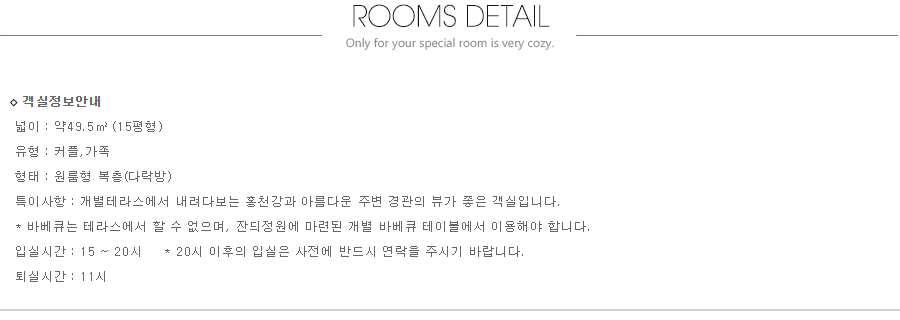 ROOMS DETAIL
Only for your special room is very cozy.
◇ 객실정보안내
넓이 : 약49.5㎡ (15평형)
유형 : 커플,가족
형태 : 원룸형 복층(다락방)
특이사항 : 개별테라스에서 내려다보는 홍천강과 아름다운 주변 경관의 뷰가 좋은 객실입니다.
* 바베큐는 테라스에서 할 수 없으며, 잔듸정원에 마련된 개별 바베큐 테이블에서 이용해야 합니다.
입실시간 : 15 ~ 20시 * 20시 이후의 입실은 사전에 반드시 연락을 주시기 바랍니다.
퇴실시간 : 11시